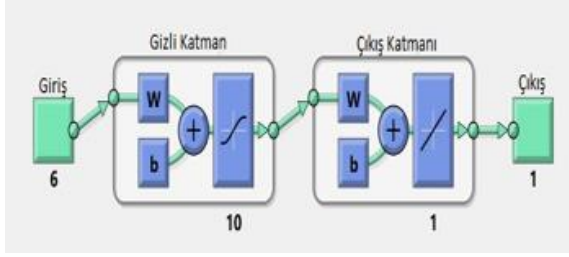 Gizli Katman
Çıkış Katmanı
Giriş
Çıkış
W
W
b
b
6
1
10
1